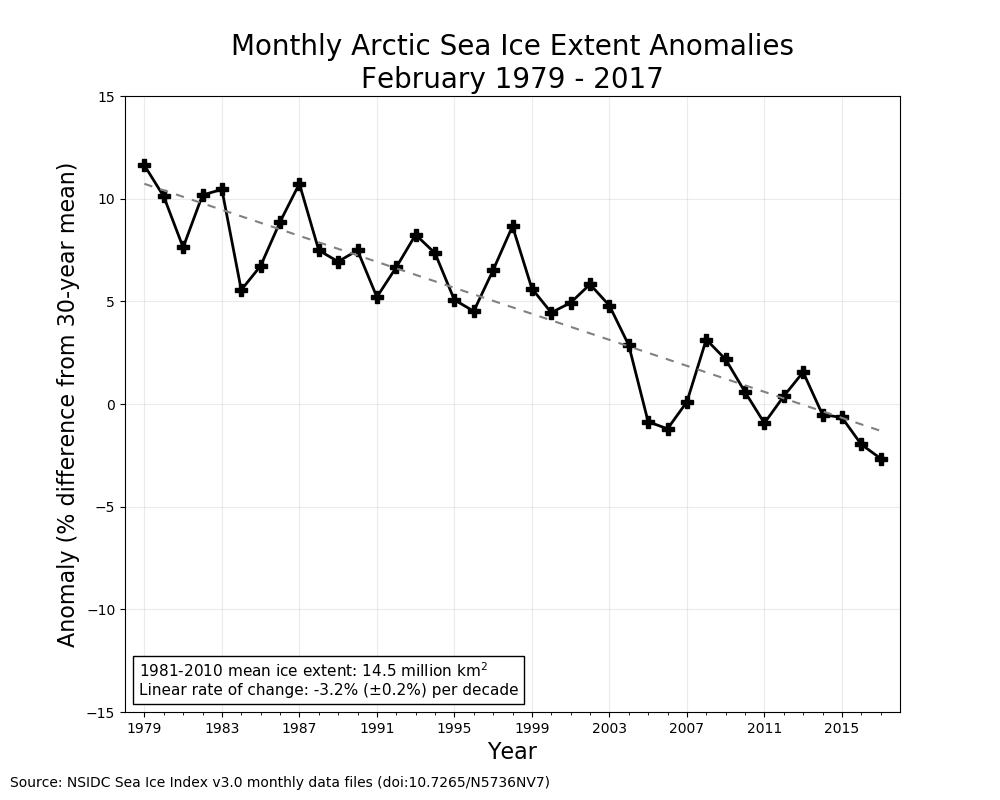 Monthly Arctic Sea Ice Extent Anomalies
February 1979 - 2017
Anomaly (% difference from 30-year mean)
15
10
5
0
−5
−10
−15
1981-2010 mean ice extent: 14.5 million km²
Linear rate of change: -3.2% (±0.2%) per decade
1979 1983 1987 1991 1995 1999 2003 2007 2011 2015
Year
Source: NSIDC Sea Ice Index v3.0 monthly data files (doi:10.7265/N5736NV7)